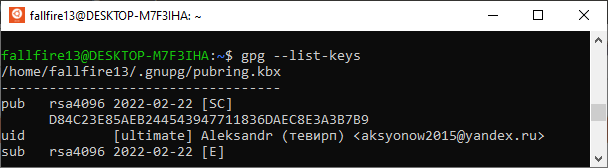 fallfire13@DESKTOP-M7F3IHA: ~
fallfire13@DESKTOP-M7F3IHA:~$ gpg --list-keys
/home/fallfire13/.gnupg/pubring.kbx
---------------------------------
pub   rsa4096 2022-02-22 [SC]
      D84C23E85AEB244543947711836DAEC8E3A3B7B9
uid           [ultimate] Aleksandr (тевирп) <aksyonow2015@yandex.ru>
sub   rsa4096 2022-02-22 [E]